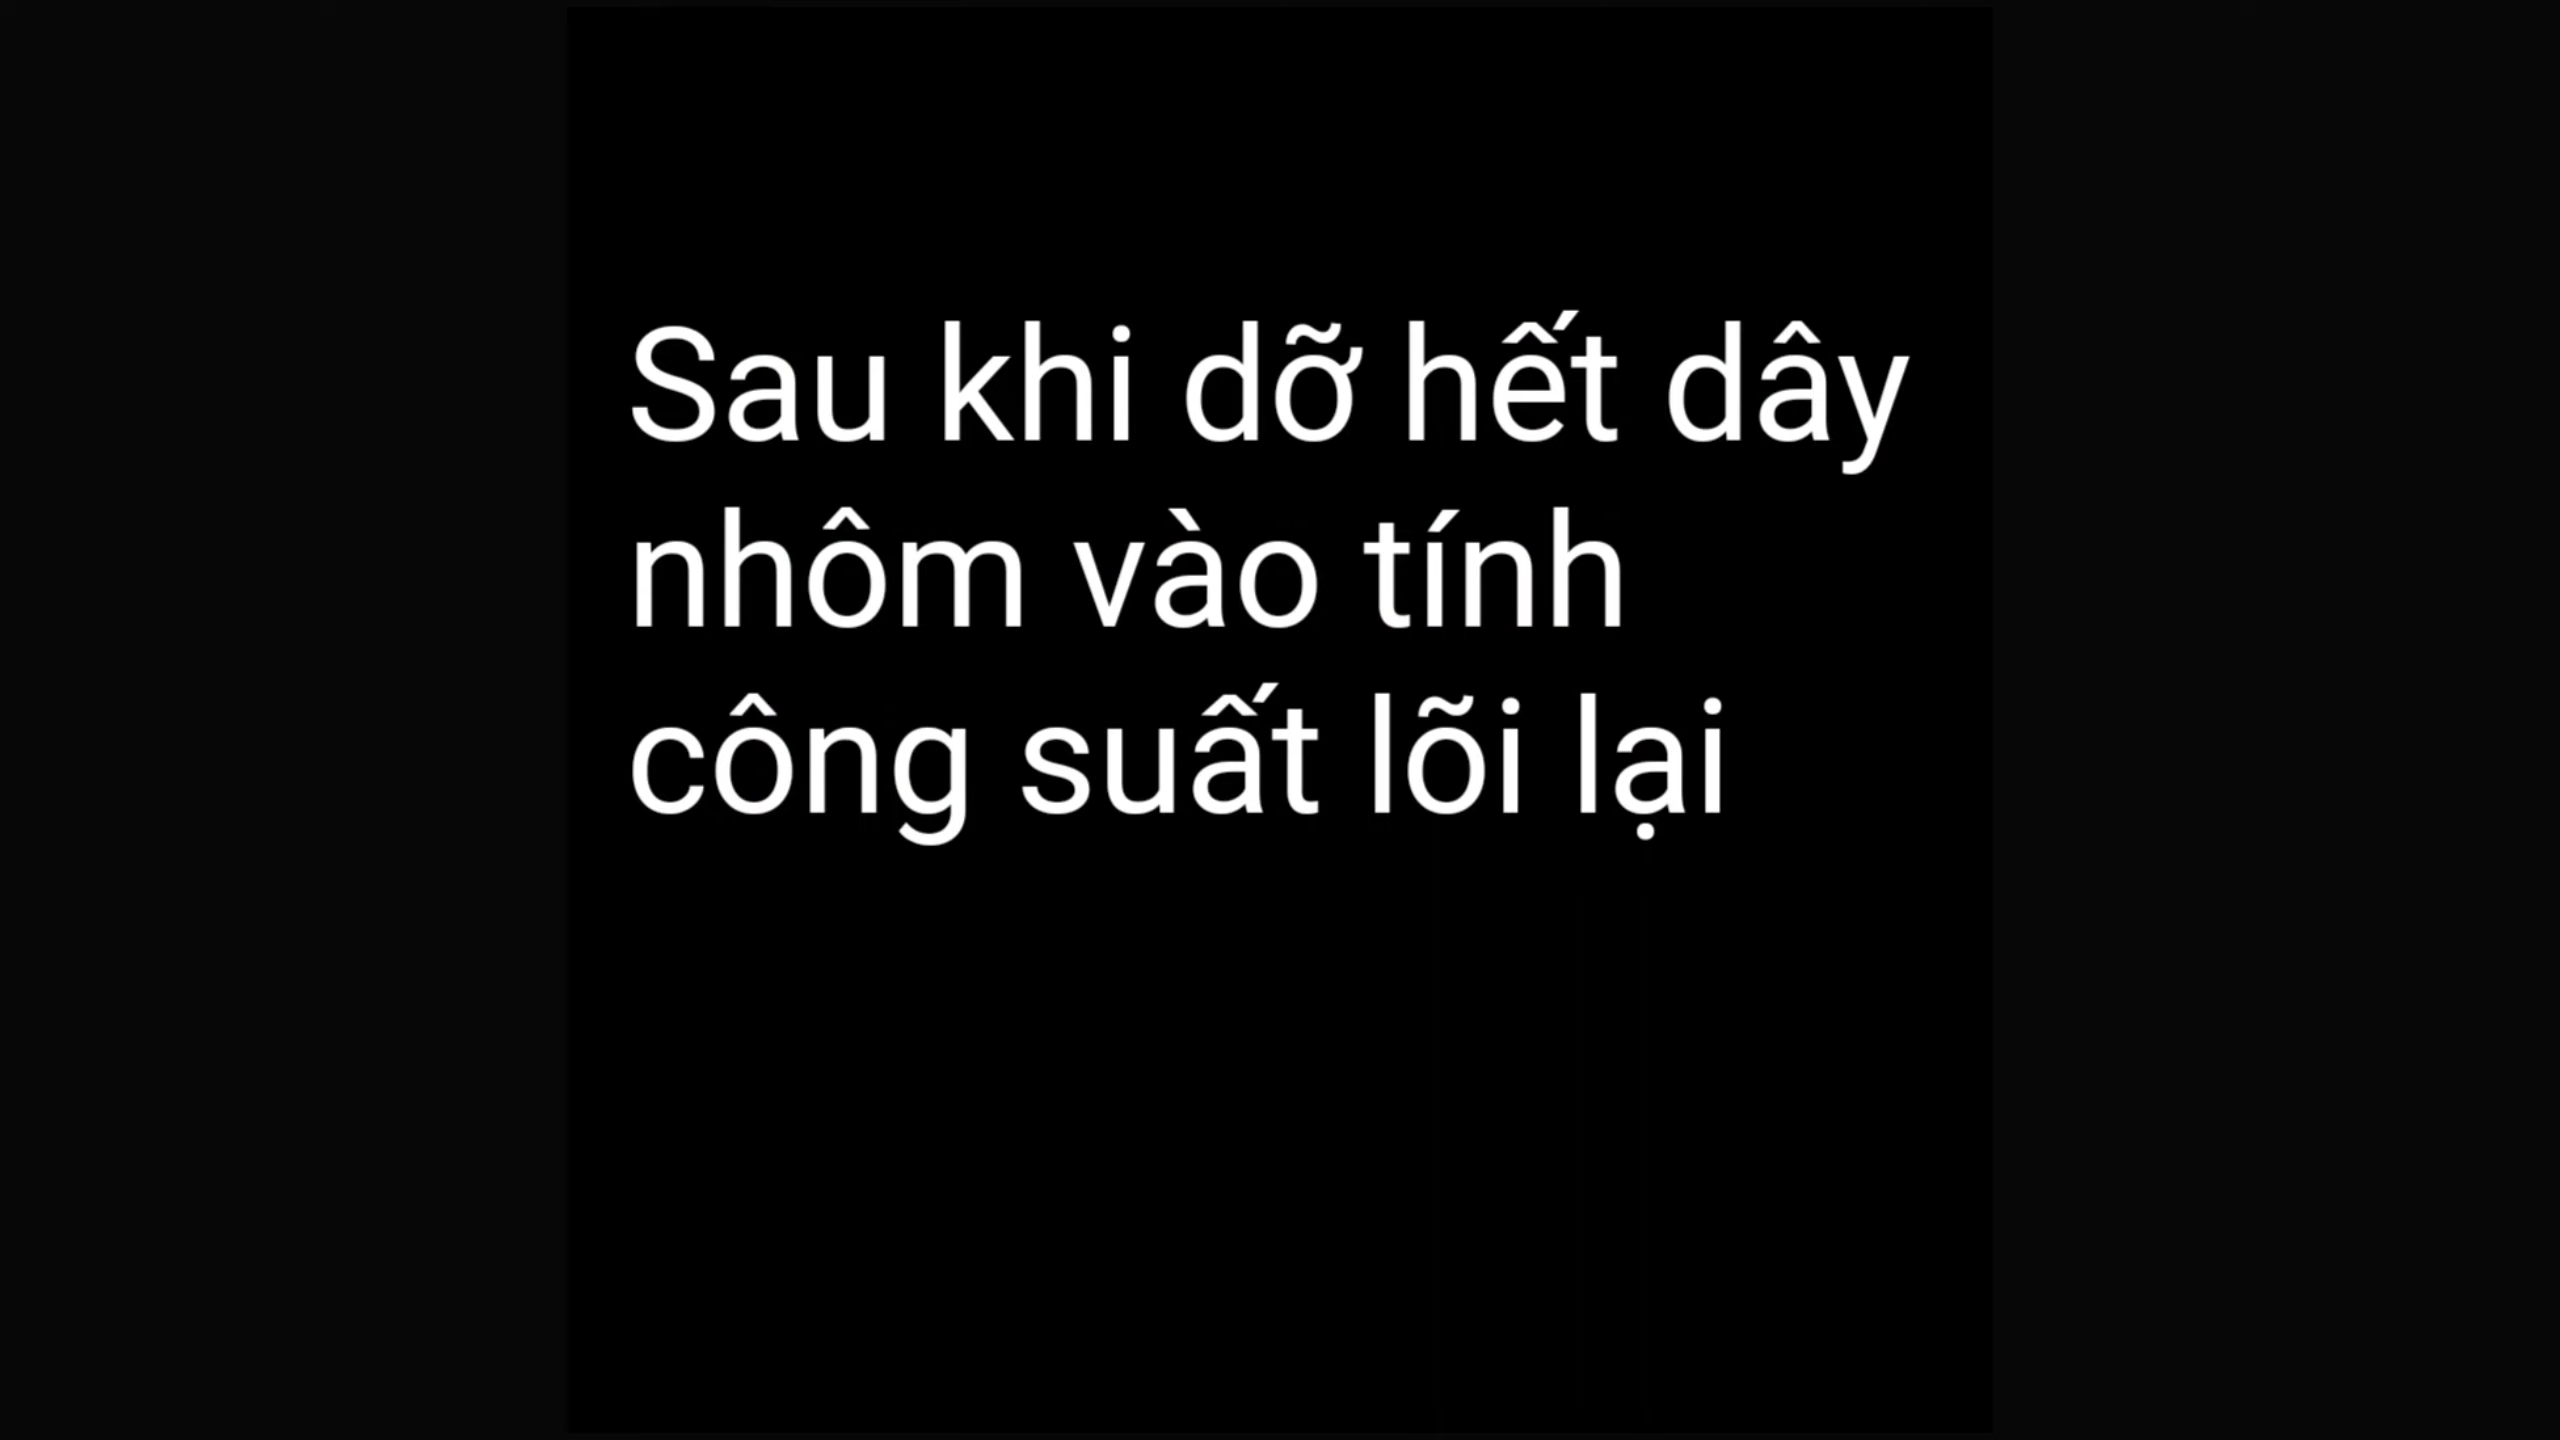 Sau khi dỡ hết dây
nhôm vào tính
công suất lõi lại